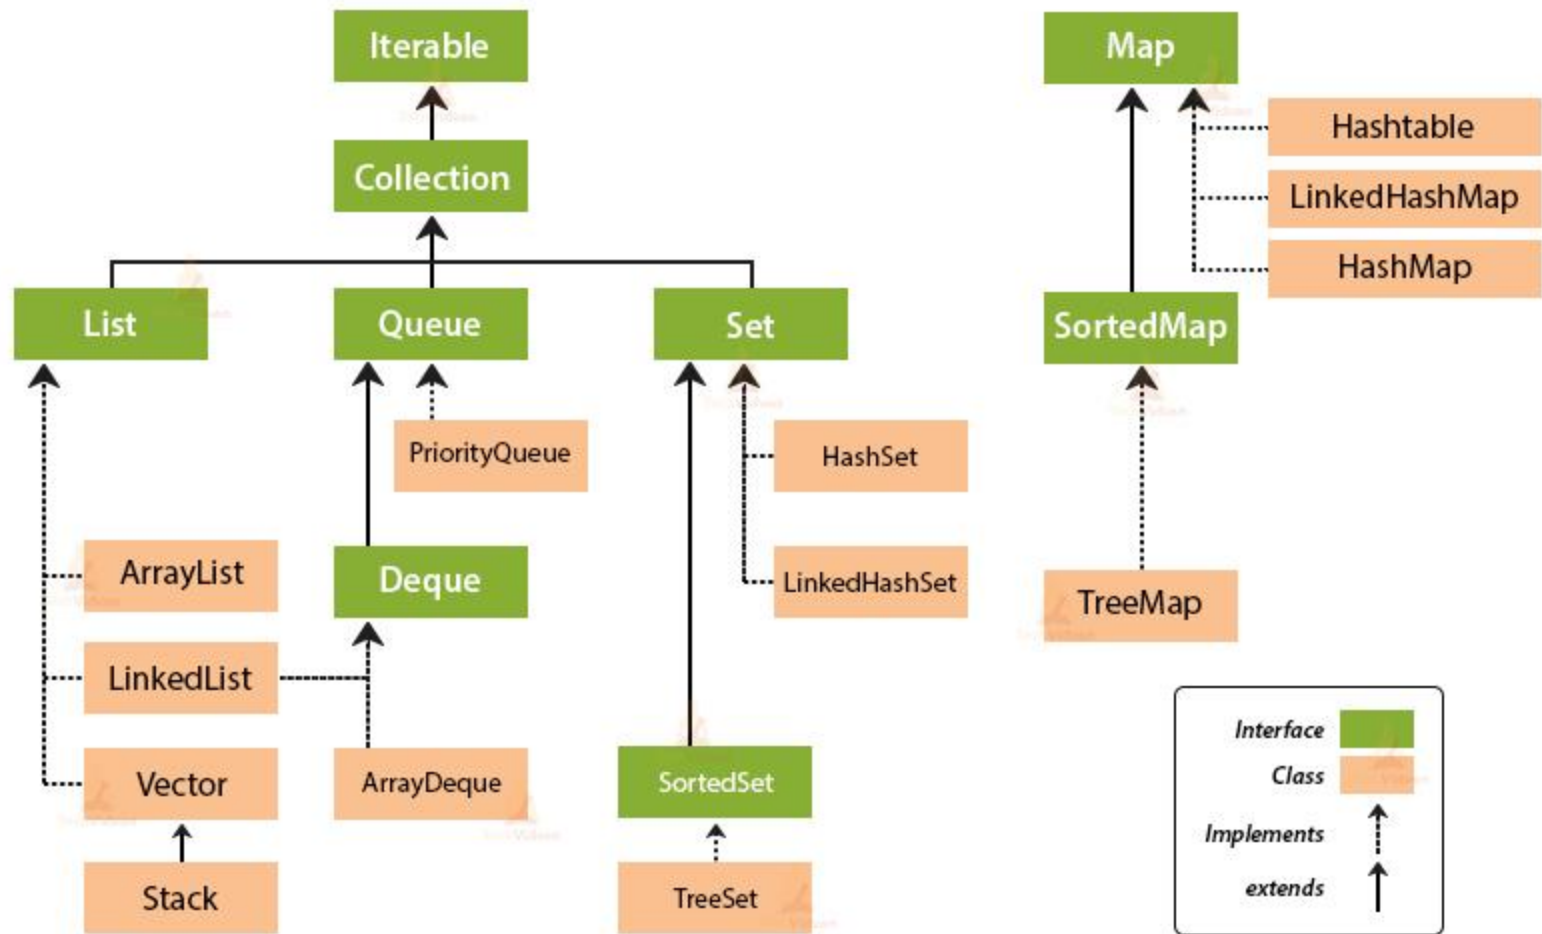 Iterable
Map
Hashtable
Collection
LinkedHashMap
HashMap
List
Queue
Set
SortedMap
PriorityQueue
HashSet
ArrayList
Deque
LinkedHashSet
TreeMap
LinkedList
Interface
Vector
ArrayDeque
SortedSet
Class
Implements
Stack
TreeSet
extends